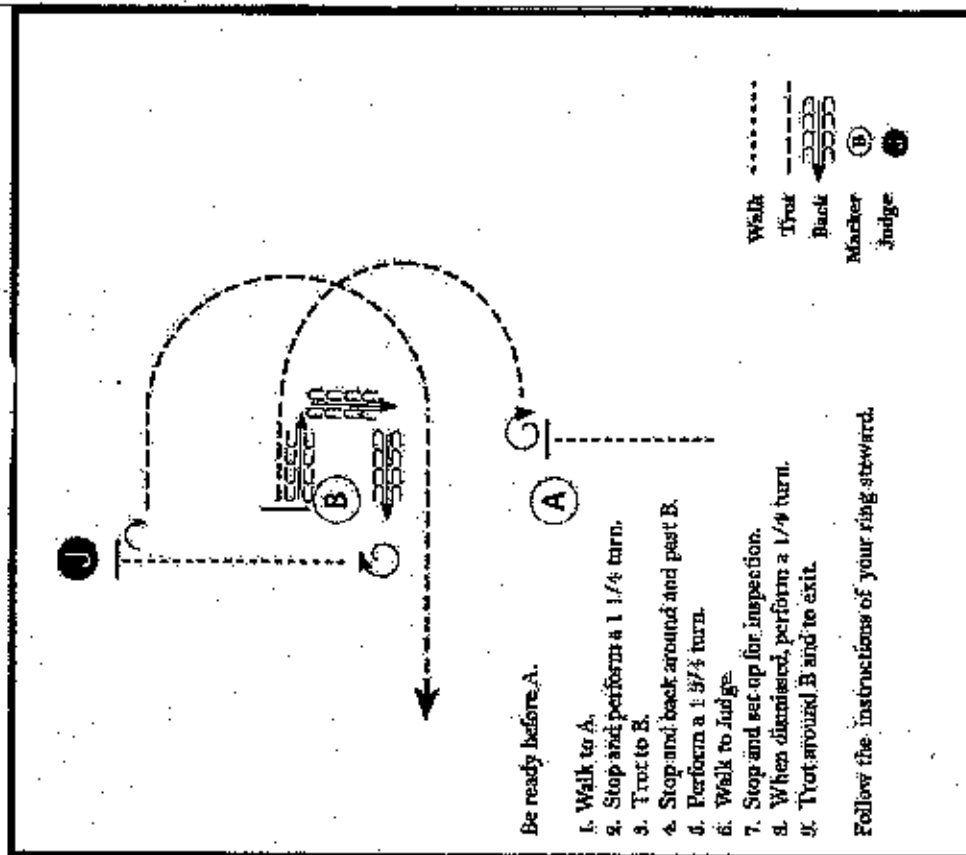 J
B
A
Be ready before A.
1. Walk to A.
2. Stop and perform a 1 1/4 turn.
3. Trot to B.
4. Stop and back around and past B.
5. Perform a 1 3/4 turn.
6. Walk to Judge.
7. Stop and set up for inspection.
8. When dismissed, perform a 1/4 turn.
9. Trot around B and to exit.
Follow the instructions of your ring steward.
Walk
Trot
Back
Marker B
Judge